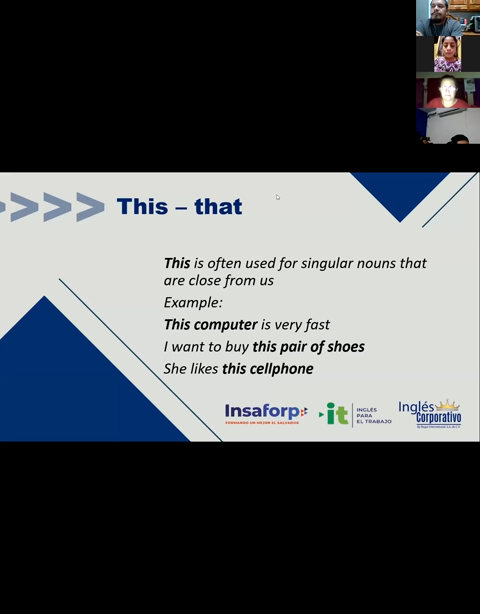 This – that
This is often used for singular nouns that
are close from us
Example:
This computer is very fast
I want to buy this pair of shoes
She likes this cellphone
Insaforp
FORMANDO UN MEJOR EL SALVADOR
it
INGLÉS
PARA
EL TRABAJO
Inglés
Corporativo